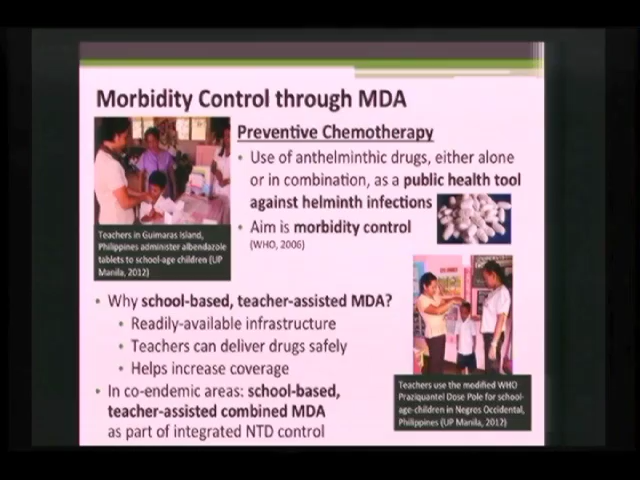 Morbidity Control through MDA
Preventive Chemotherapy
• Use of anthelminthic drugs, either alone
or in combination, as a public health tool
against helminth infections
• Aim is morbidity control
(WHO, 2006)
Teachers in Guimaras Island,
Philippines administer albendazole
tablets to school-age children (UP
Manila, 2012)
• Why school-based, teacher-assisted MDA?
• Readily-available infrastructure
• Teachers can deliver drugs safely
• Helps increase coverage
• In co-endemic areas: school-based,
teacher-assisted combined MDA
as part of integrated NTD control
Teachers use the modified WHO
Praziquantel Dose Pole for school-
age-children in Negros Occidental,
Philippines (UP Manila, 2012)